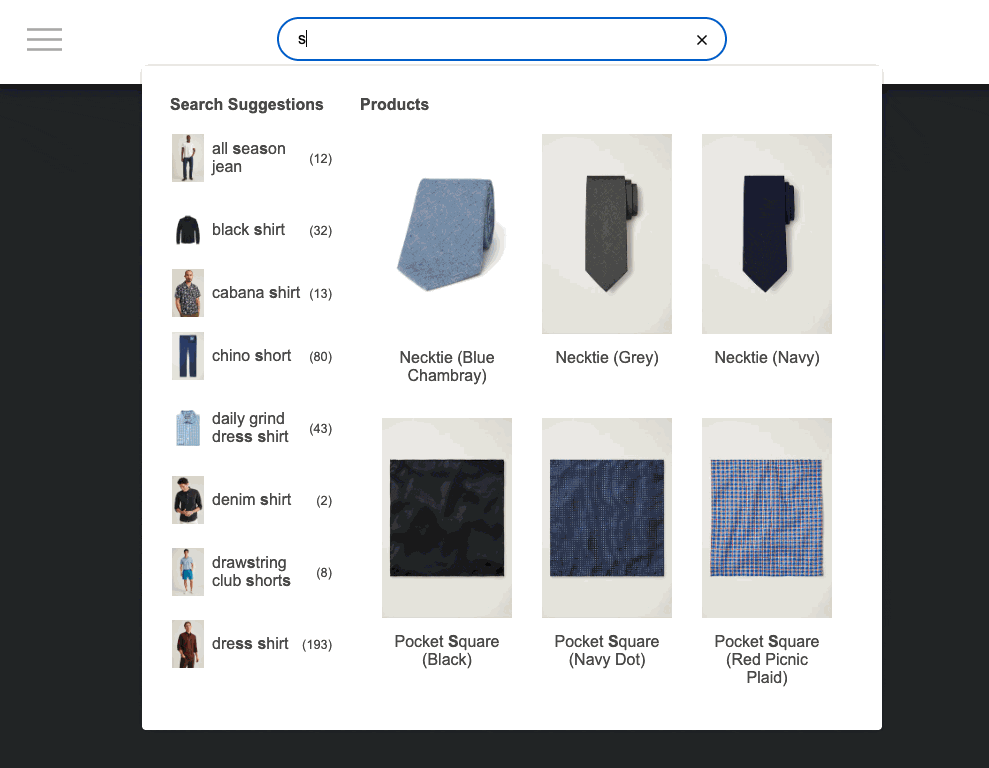 s
×
Search Suggestions
Products
all season
jean
(12)
black shirt
(32)
cabana shirt
(13)
chino short
(80)
daily grind
dress shirt
(43)
denim shirt
(2)
drawstring
club shorts
(8)
dress shirt
(193)
Necktie (Blue
Chambray)
Necktie (Grey)
Necktie (Navy)
Pocket Square
(Black)
Pocket Square
(Navy Dot)
Pocket Square
(Red Picnic
Plaid)